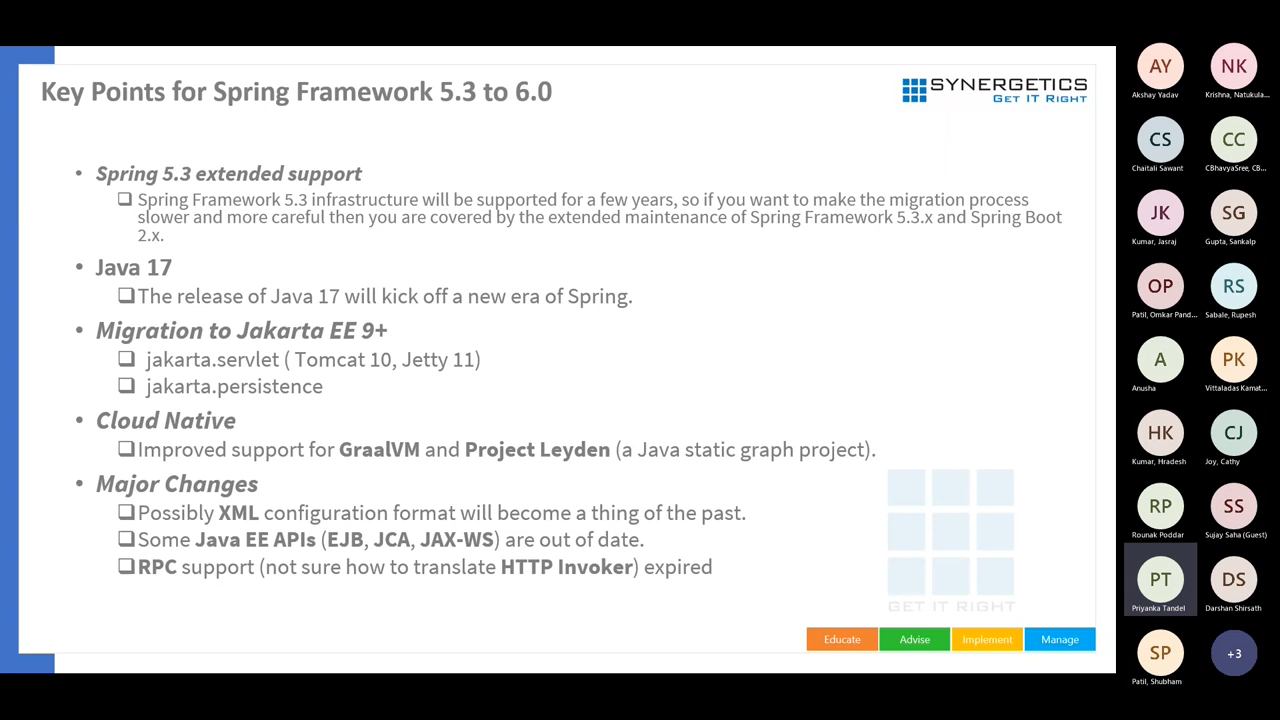 Key Points for Spring Framework 5.3 to 6.0
SYNERGETICS
GET IT RIGHT
• Spring 5.3 extended support
❑ Spring Framework 5.3 infrastructure will be supported for a few years, so if you want to make the migration process
slower and more careful then you are covered by the extended maintenance of Spring Framework 5.3.x and Spring Boot
2.x.
• Java 17
❑The release of Java 17 will kick off a new era of Spring.
• Migration to Jakarta EE 9+
❑ jakarta.servlet ( Tomcat 10, Jetty 11)
❑ jakarta.persistence
• Cloud Native
❑Improved support for GraalVM and Project Leyden (a Java static graph project).
• Major Changes
❑Possibly XML configuration format will become a thing of the past.
❑Some Java EE APIs (EJB, JCA, JAX-WS) are out of date.
❑RPC support (not sure how to translate HTTP Invoker) expired
GET IT RIGHT
Educate
Advise
Implement
Manage
AY
Akshay Yadav
NK
Krishna, Natukula...
CS
Chaitali Sawant
CC
CBhavyaSree, CB...
JK
Kumar, Jasraj
SG
Gupta, Sankalp
OP
Patil, Omkar Pand...
RS
Sabale, Rupesh
A
Anusha
PK
Vittaladas Kamat...
HK
Kumar, Hradesh
CJ
Joy, Cathy
RP
Rounak Poddar
SS
Sujay Saha (Guest)
PT
Priyanka Tandel
DS
Darshan Shirsath
SP
Patil, Shubham
+3